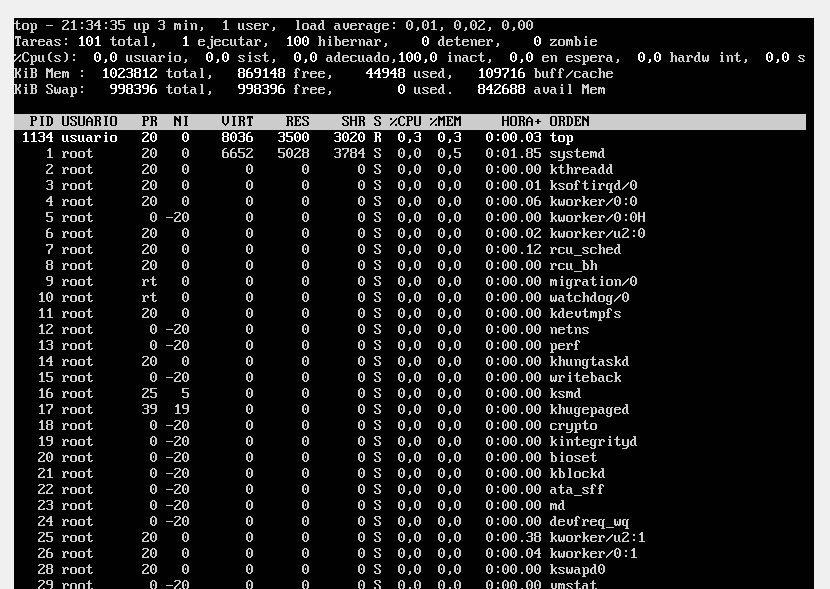 top - 21:34:35 up 3 min,  1 user,  load average: 0,01, 0,02, 0,00
Tareas: 101 total,   1 ejecutar, 100 hibernar,    0 detener,    0 zombie
%Cpu(s):  0,0 usuario,  0,0 sist,  0,0 adecuado,100,0 inact,  0,0 en espera,  0,0 hardw int,  0,0 s
KiB Mem :  1023812 total,   869148 free,    44948 used,   109716 buff/cache
KiB Swap:   998396 total,   998396 free,        0 used.   842688 avail Mem
PID USUARIO   PR  NI    VIRT    RES    SHR S %CPU %MEM     HORA+ ORDEN
1134 usuario   20   0    8036   3500   3020 R  0,3  0,3   0:00.03 top
1 root      20   0    6652   5028   3784 S  0,0  0,5   0:01.85 systemd
2 root      20   0       0      0      0 S  0,0  0,0   0:00.00 kthreadd
3 root      20   0       0      0      0 S  0,0  0,0   0:00.01 ksoftirqd/0
4 root      20   0       0      0      0 S  0,0  0,0   0:00.06 kworker/0:0
5 root       0 -20       0      0      0 S  0,0  0,0   0:00.00 kworker/0:0H
6 root      20   0       0      0      0 S  0,0  0,0   0:00.02 kworker/u2:0
7 root      20   0       0      0      0 S  0,0  0,0   0:00.12 rcu_sched
8 root      20   0       0      0      0 S  0,0  0,0   0:00.00 rcu_bh
9 root      rt   0       0      0      0 S  0,0  0,0   0:00.00 migration/0
10 root      rt   0       0      0      0 S  0,0  0,0   0:00.00 watchdog/0
11 root      20   0       0      0      0 S  0,0  0,0   0:00.00 kdevtmpfs
12 root       0 -20       0      0      0 S  0,0  0,0   0:00.00 netns
13 root       0 -20       0      0      0 S  0,0  0,0   0:00.00 perf
14 root      20   0       0      0      0 S  0,0  0,0   0:00.00 khungtaskd
15 root       0 -20       0      0      0 S  0,0  0,0   0:00.00 writeback
16 root      25   5       0      0      0 S  0,0  0,0   0:00.00 ksmd
17 root      39  19       0      0      0 S  0,0  0,0   0:00.00 khugepaged
18 root       0 -20       0      0      0 S  0,0  0,0   0:00.00 crypto
19 root       0 -20       0      0      0 S  0,0  0,0   0:00.00 kintegrityd
20 root       0 -20       0      0      0 S  0,0  0,0   0:00.00 bioset
21 root       0 -20       0      0      0 S  0,0  0,0   0:00.00 kblockd
22 root       0 -20       0      0      0 S  0,0  0,0   0:00.00 ata_sff
23 root       0 -20       0      0      0 S  0,0  0,0   0:00.00 md
24 root       0 -20       0      0      0 S  0,0  0,0   0:00.00 devfreq_wq
25 root      20   0       0      0      0 S  0,0  0,0   0:00.38 kworker/u2:1
26 root      20   0       0      0      0 S  0,0  0,0   0:00.04 kworker/0:1
28 root      20   0       0      0      0 S  0,0  0,0   0:00.00 kswapd0
29 root       0 -20       0      0      0 S  0,0  0,0   0:00.00 vmstat